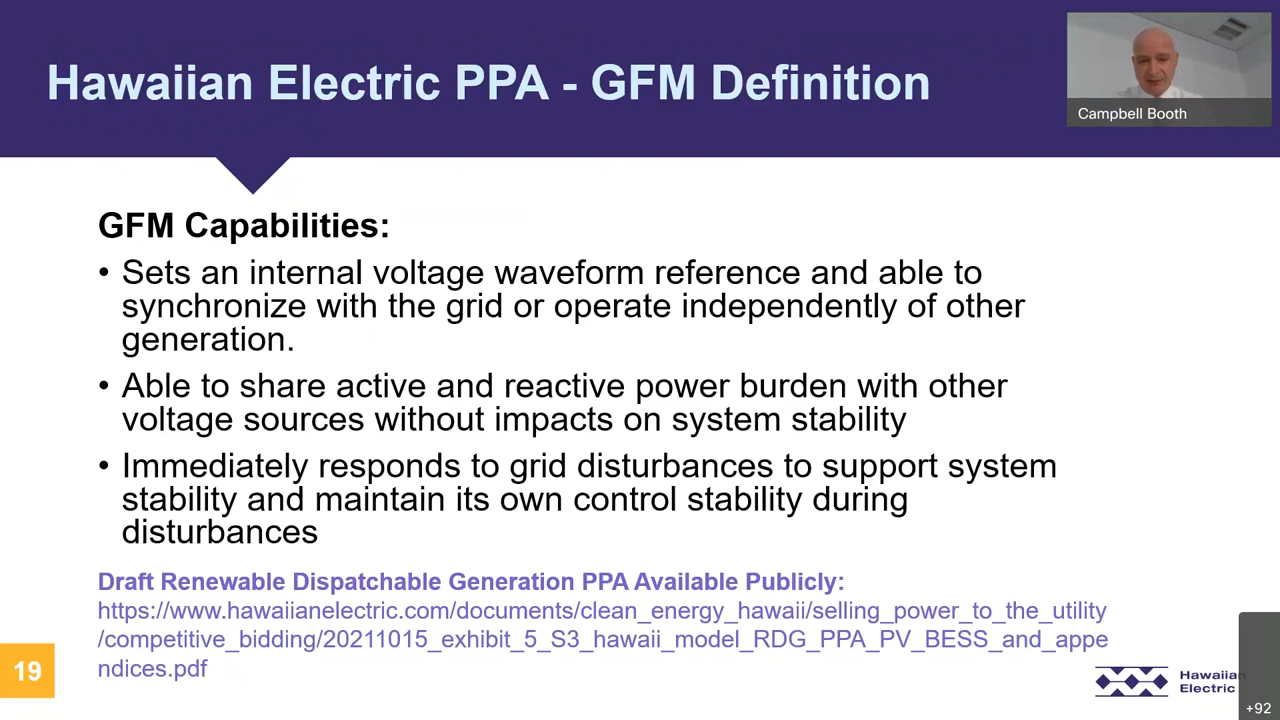 Hawaiian Electric PPA - GFM Definition
Campbell Booth
GFM Capabilities:
• Sets an internal voltage waveform reference and able to
synchronize with the grid or operate independently of other
generation.
• Able to share active and reactive power burden with other
voltage sources without impacts on system stability
• Immediately responds to grid disturbances to support system
stability and maintain its own control stability during
disturbances
Draft Renewable Dispatchable Generation PPA Available Publicly:
https://www.hawaiianelectric.com/documents/clean_energy_hawaii/selling_power_to_the_utility
/competitive_bidding/20211015_exhibit_5_S3_hawaii_model_RDG_PPA_PV_BESS_and_appe
ndices.pdf
19
Hawaiian
Electric
+92